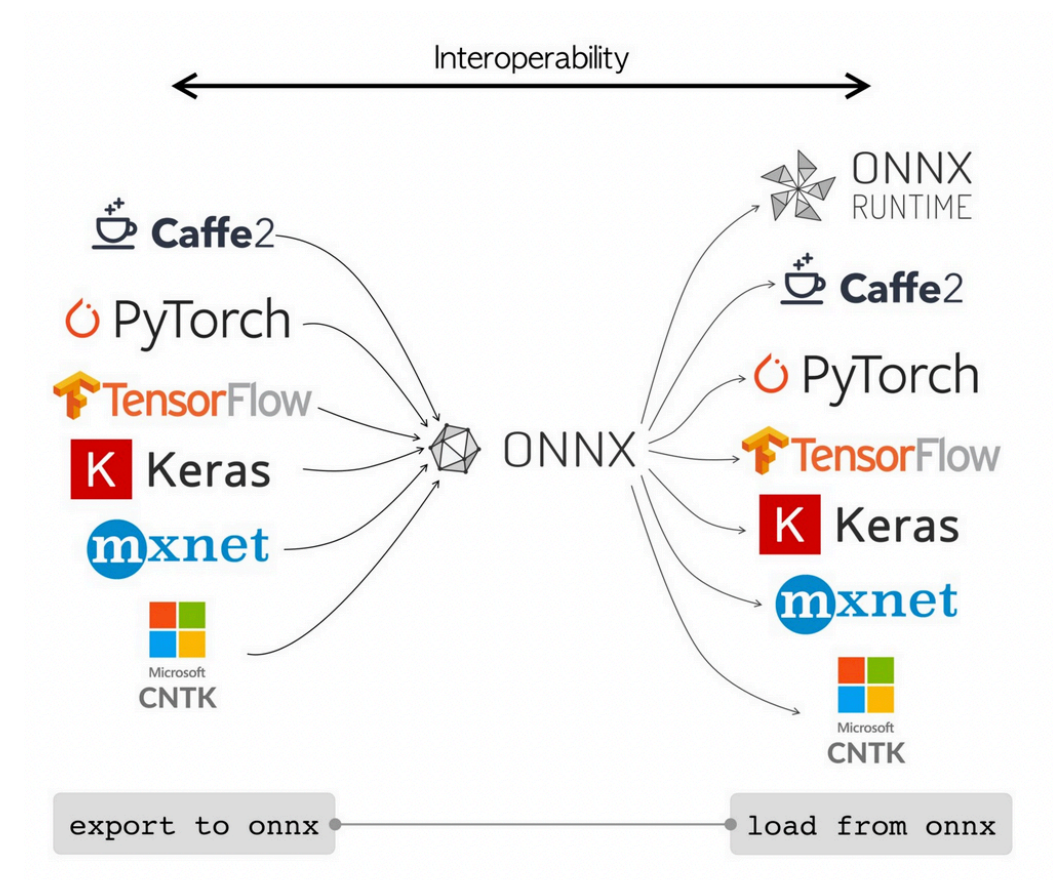 Interoperability
Caffe2
PyTorch
TensorFlow
K Keras
mxnet
Microsoft
CNTK
ONNX
ONNX
RUNTIME
Caffe2
PyTorch
TensorFlow
K Keras
mxnet
Microsoft
CNTK
export to onnx
load from onnx